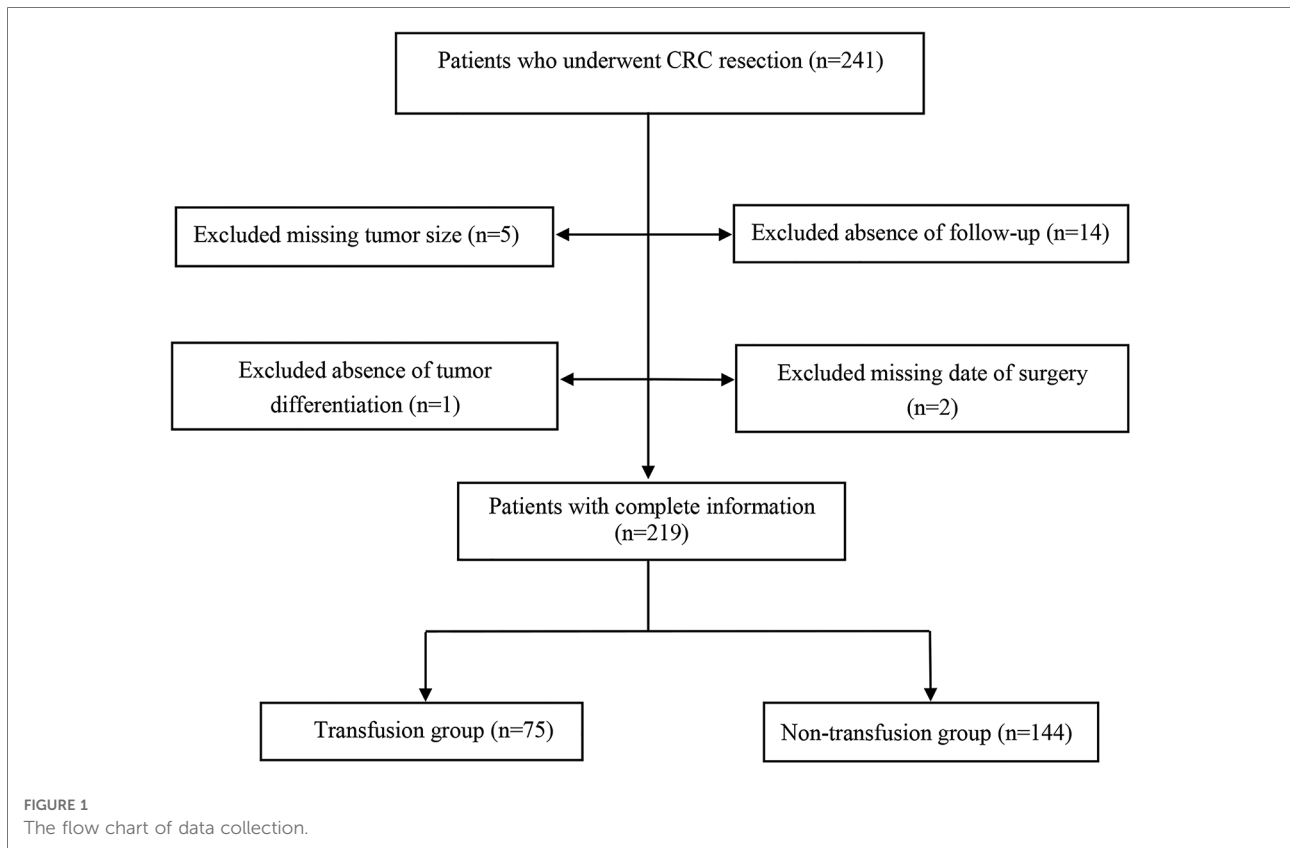 Patients who underwent CRC resection (n=241)
Excluded missing tumor size (n=5)
Excluded absence of follow-up (n=14)
Excluded absence of tumor
differentiation (n=1)
Excluded missing date of surgery
(n=2)
Patients with complete information
(n=219)
Transfusion group (n=75)
Non-transfusion group (n=144)
FIGURE 1
The flow chart of data collection.